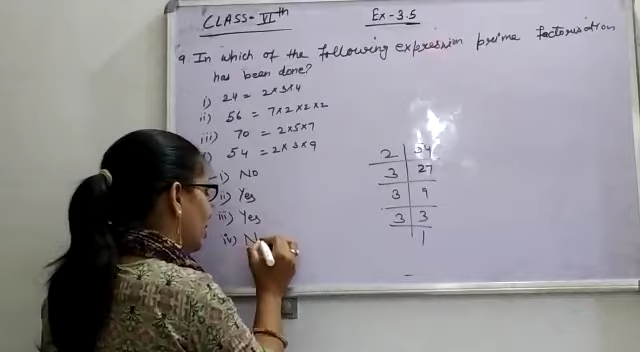 CLASS-VIth
Ex-3.5
9. In which of the following expression prime factorisation
has been done?
i) 24 = 2×3×4
ii) 56 = 7×2×2×2
iii) 70 = 2×5×7
) 54 = 2×3×9
i) No
ii) Yes
iii) Yes
iv) N
2 54
3 27
3 9
3 3
1